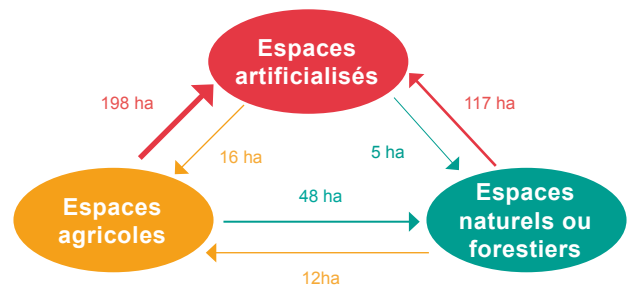 Espaces
artificialisés
198 ha
117 ha
16 ha
5 ha
Espaces
agricoles
48 ha
Espaces
naturels ou
forestiers
12ha